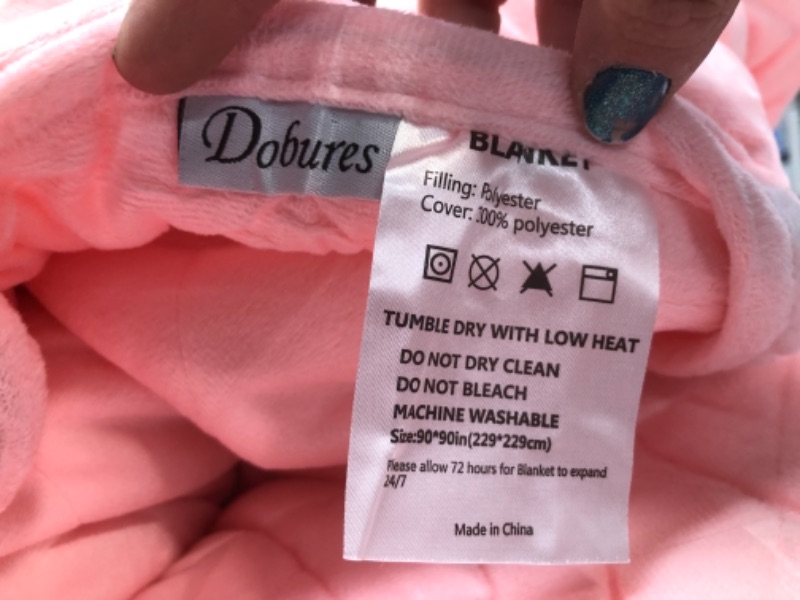 Dobures
BLANKET
Filling: Polyester
Cover: 100% polyester
TUMBLE DRY WITH LOW HEAT
DO NOT DRY CLEAN
DO NOT BLEACH
MACHINE WASHABLE
Size:90*90in(229*229cm)
Please allow 72 hours for Blanket to expand
24/7
Made in China